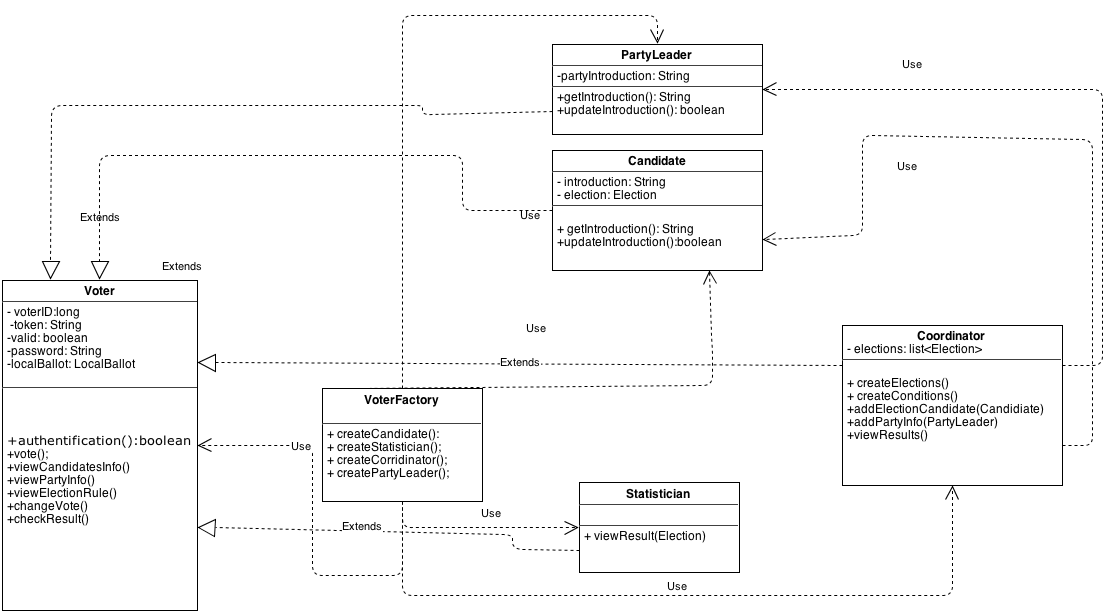 PartyLeader
-partyIntroduction: String
+getIntroduction(): String
+updateIntroduction(): boolean
Use
Candidate
- introduction: String
- election: Election
+ getIntroduction(): String
+updateIntroduction():boolean
Use
Use
Extends
Extends
Voter
- voterID:long
-token: String
-valid: boolean
-password: String
-localBallot: LocalBallot
+authentification():boolean
+vote();
+viewCandidatesInfo()
+viewPartyInfo()
+viewElectionRule()
+changeVote()
+checkResult()
Use
Extends
Coordinator
- elections: list<Election>
+ createElections()
+ createConditions()
+addElectionCandidate(Candidiate)
+addPartyInfo(PartyLeader)
+viewResults()
VoterFactory
+ createCandidate():
+ createStatistician();
+ createCorridinator();
+ createPartyLeader();
Use
Statistician
+ viewResult(Election)
Use
Extends
Use